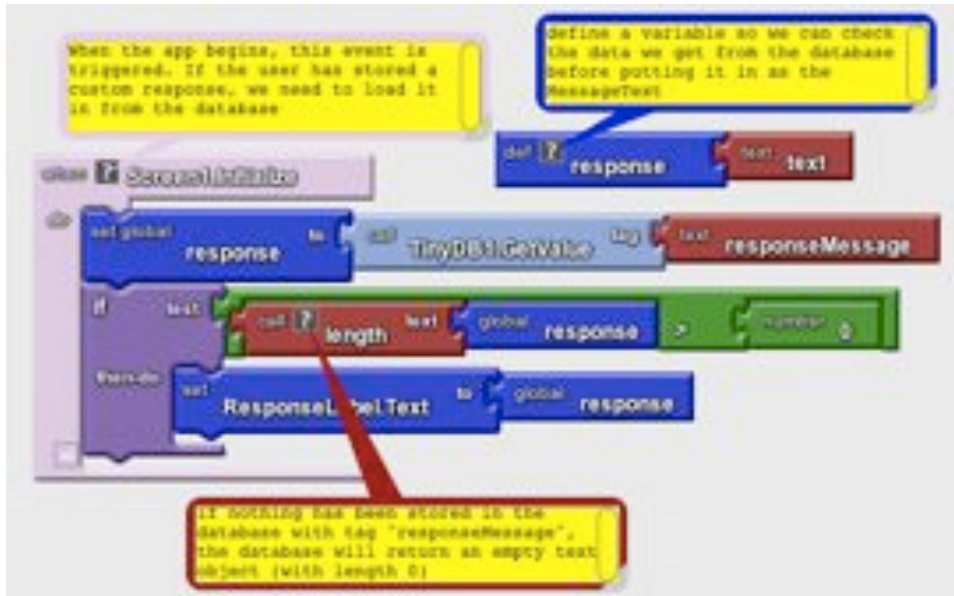 When the app begins, this event is
triggered. If the user has stored a
custom response, we need to load it
in from the database
define a variable so we can check
the data we get from the database
before putting it in as the
MessageText
def ? response text text
when ? Screen1.Initialize
do
set global response to call TinyDB1.GetValue tag text responseMessage
if test call ? length text global response > number 0
then-do set ResponseLabel.Text to global response
if nothing has been stored in the
database with tag "responseMessage",
the database will return an empty text
object (with length 0)